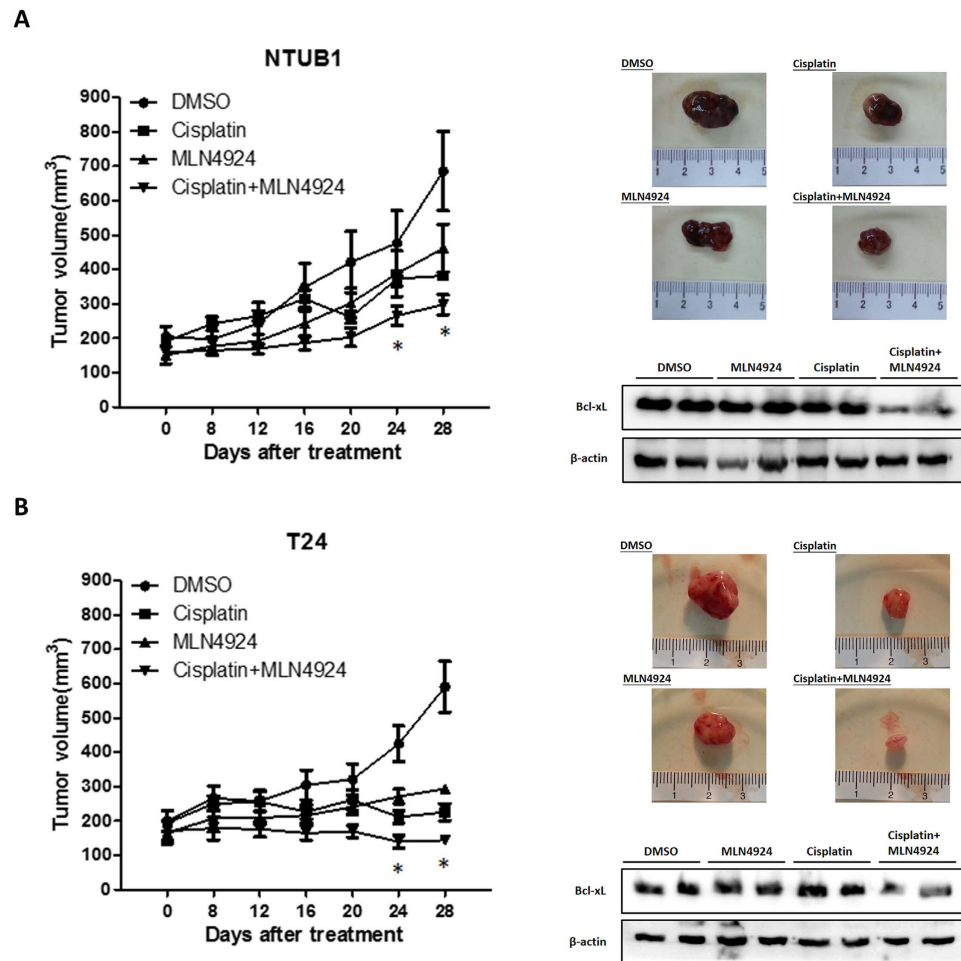 A
NTUB1
DMSO
Cisplatin
MLN4924
Cisplatin+MLN4924
Tumor volume(mm³)
900
800
700
600
500
400
300
200
100
0
* *
0 8 12 16 20 24 28
Days after treatment
DMSO Cisplatin
1 2 3 4 5 1 2 3 4 5
MLN4924 Cisplatin+MLN4924
1 2 3 4 5 1 2 3 4 5
DMSO MLN4924 Cisplatin Cisplatin+
MLN4924
Bcl-xL
β-actin
B
T24
DMSO
Cisplatin
MLN4924
Cisplatin+MLN4924
Tumor volume(mm³)
900
800
700
600
500
400
300
200
100
0
* *
0 8 12 16 20 24 28
Days after treatment
DMSO Cisplatin
1 2 3 1 2 3
MLN4924 Cisplatin+MLN4924
1 2 3 1 2 3
DMSO MLN4924 Cisplatin Cisplatin+
MLN4924
Bcl-xL
β-actin